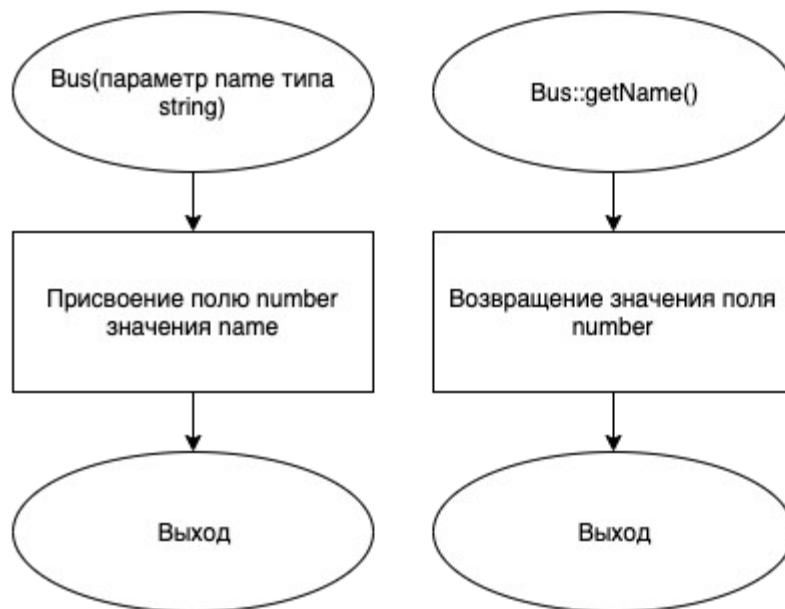 Bus(параметр name типа
string)
Присвоение полю number
значения name
Выход
Bus::getName()
Возвращение значения поля
number
Выход